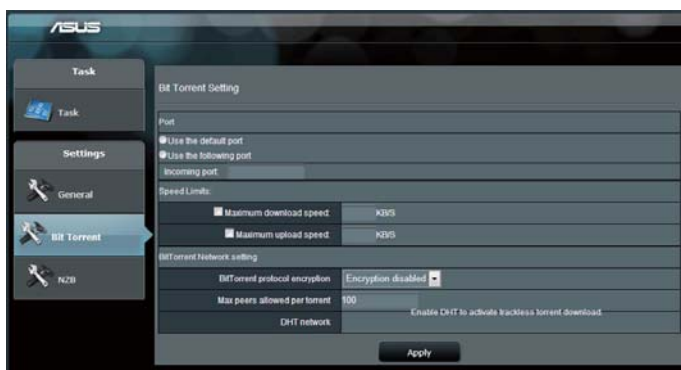 ASUS
Task
Task
Settings
General
Bit Torrent
NZB
Bit Torrent Setting
Port
Use the default port
Use the following port
Incoming port:
Speed Limits:
Maximum download speed: KB/S
Maximum upload speed: KB/S
BitTorrent Network setting
BitTorrent protocol encryption Encryption disabled
Max peers allowed per torrent 100
Enable DHT to activate trackless torrent download.
DHT network
Apply